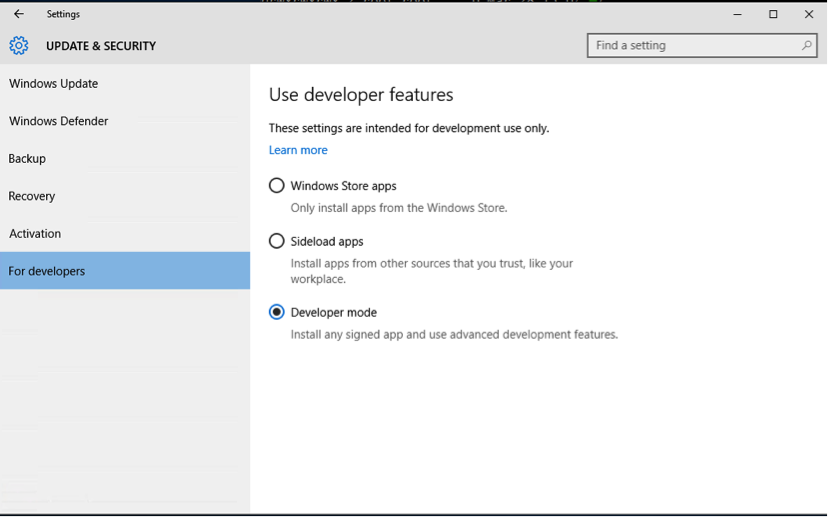 Settings
UPDATE & SECURITY
Find a setting
Windows Update
Windows Defender
Backup
Recovery
Activation
For developers
Use developer features
These settings are intended for development use only.
Learn more
Windows Store apps
Only install apps from the Windows Store.
Sideload apps
Install apps from other sources that you trust, like your
workplace.
Developer mode
Install any signed app and use advanced development features.